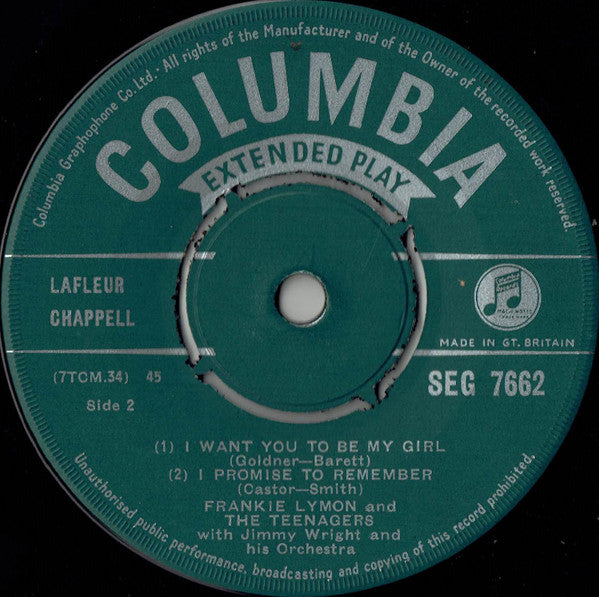 Columbia Graphophone Co. Ltd. · All rights of the Manufacturer and of the Owner of the recorded work reserved.
COLUMBIA
EXTENDED PLAY
LAFLEUR
CHAPPELL
Columbia
Records
MADE IN GT. BRITAIN
(7TCM.34) 45
SEG 7662
Side 2
(1) I WANT YOU TO BE MY GIRL
(Goldner—Barett)
(2) I PROMISE TO REMEMBER
(Castor—Smith)
FRANKIE LYMON and
THE TEENAGERS
with Jimmy Wright and
his Orchestra
Unauthorised public performance, broadcasting and copying of this record prohibited.